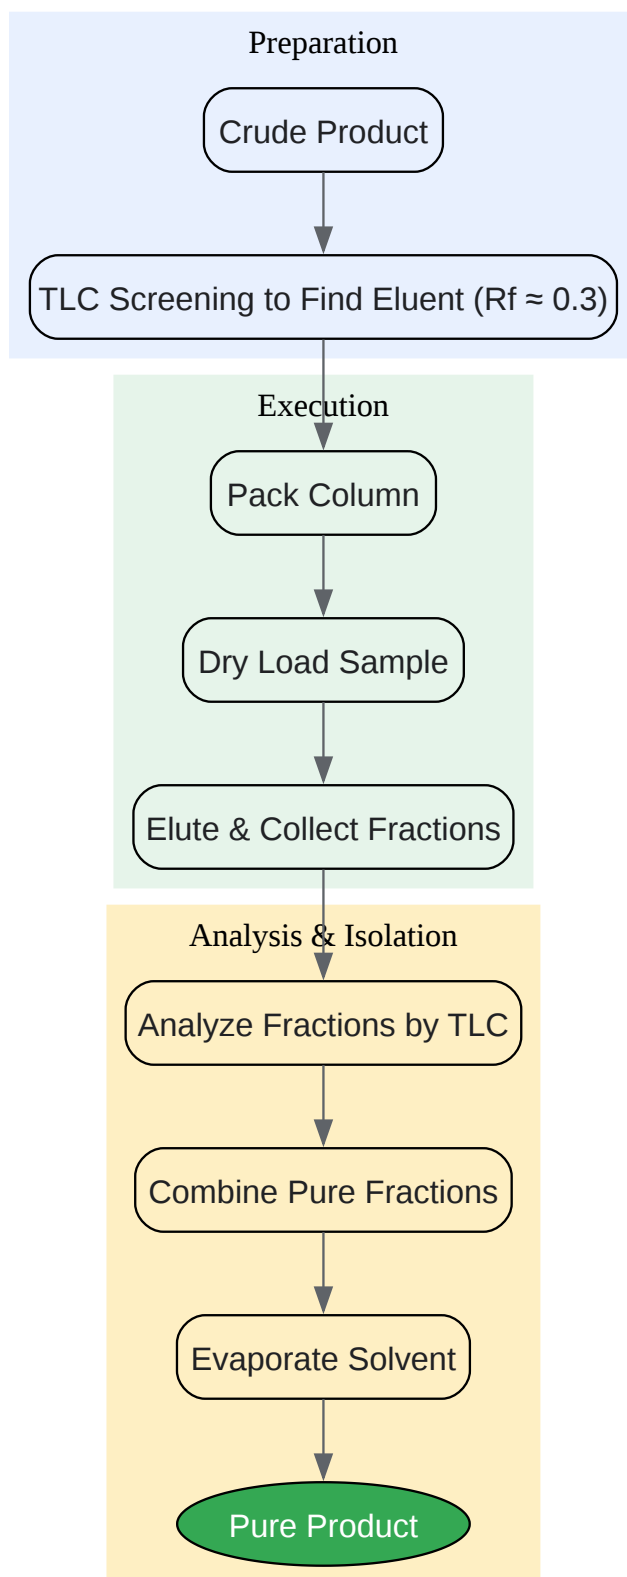 Preparation
Crude Product
TLC Screening to Find Eluent (Rf ≈ 0.3)
Execution
Pack Column
Dry Load Sample
Elute & Collect Fractions
Analysis & Isolation
Analyze Fractions by TLC
Combine Pure Fractions
Evaporate Solvent
Pure Product